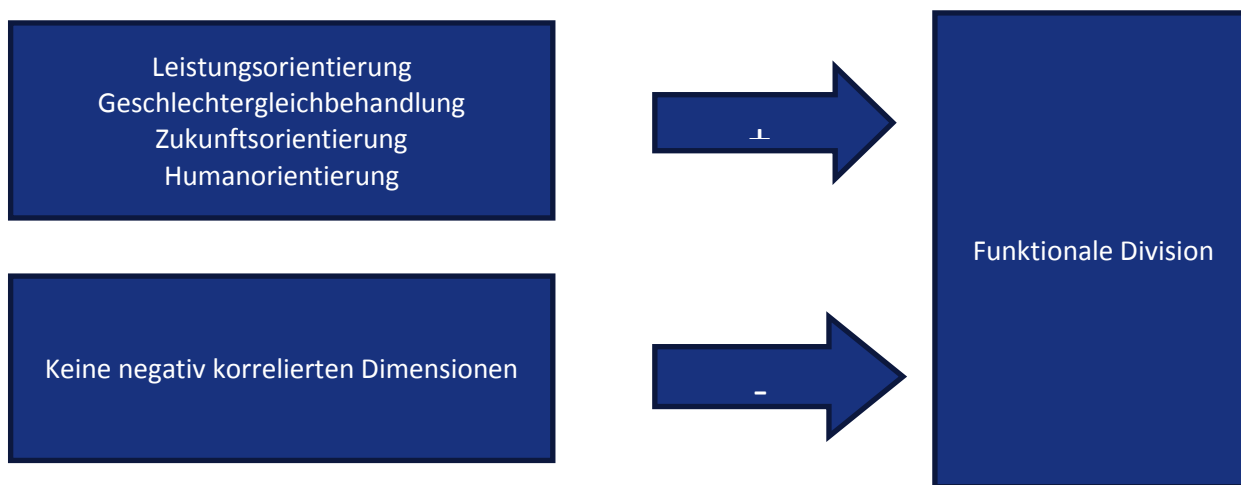 Leistungsorientierung
Geschlechtergleichbehandlung
Zukunftsorientierung
Humanorientierung
+
Funktionale Division
Keine negativ korrelierten Dimensionen
-